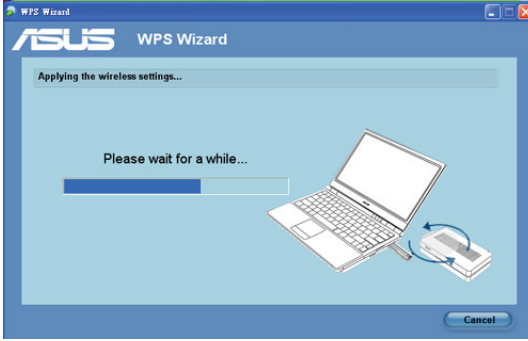 WPS Wizard
ASUS WPS Wizard
Applying the wireless settings...
Please wait for a while...
Cancel